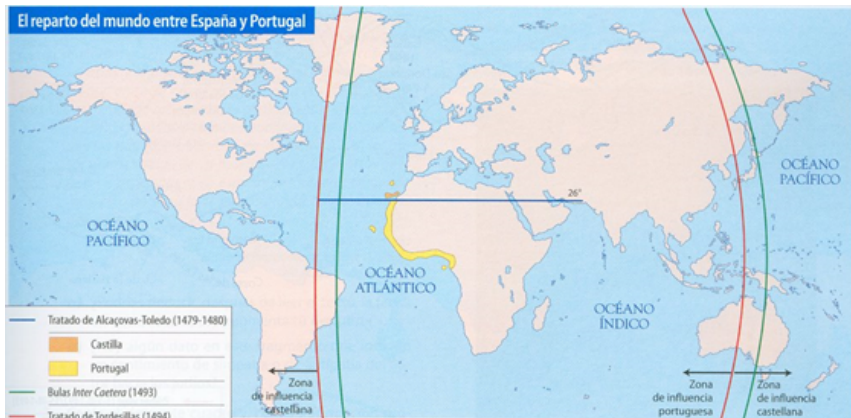 El reparto del mundo entre España y Portugal
26°
OCÉANO
PACÍFICO
OCÉANO
PACÍFICO
OCÉANO
ATLÁNTICO
OCÉANO
ÍNDICO
Tratado de Alcaçovas-Toledo (1479-1480)
Castilla
Portugal
Bulas Inter Caetera (1493)
Tratado de Tordesillas (1494)
Zona
de influencia
castellana
Zona
de influencia
portuguesa
Zona
de influencia
castellana